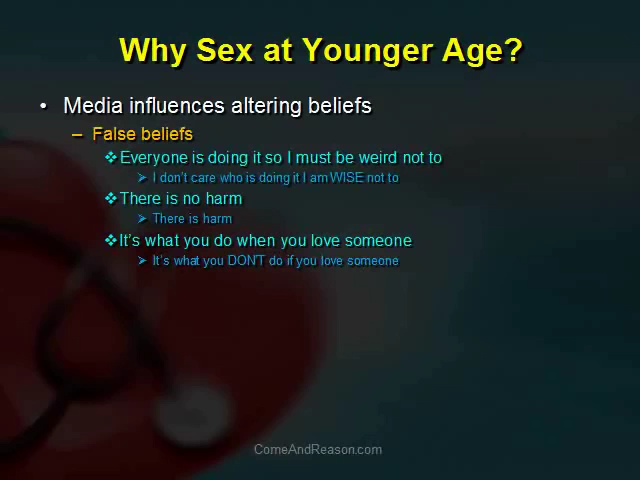 Why Sex at Younger Age?
• Media influences altering beliefs
– False beliefs
❖Everyone is doing it so I must be weird not to
➢ I don't care who is doing it I am WISE not to
❖There is no harm
➢ There is harm
❖It's what you do when you love someone
➢ It's what you DON'T do if you love someone
ComeAndReason.com